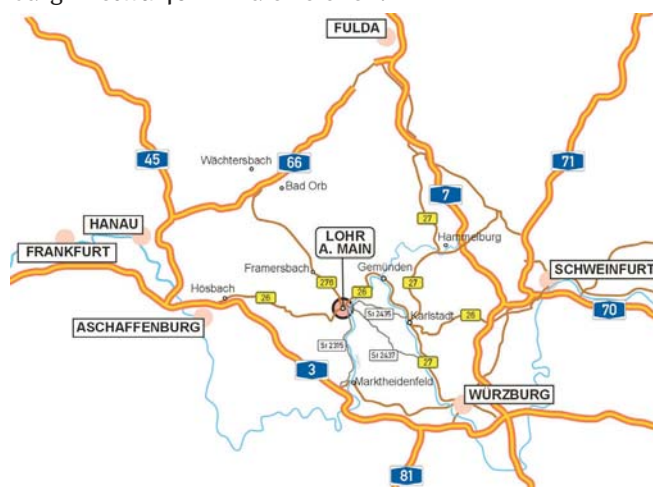 FULDA
45
66
71
Wächtersbach
Bad Orb
7
27
HANAU
LOHR
A. MAIN
Hammelburg
FRANKFURT
Framersbach
276
Gemünden
SCHWEINFURT
Hösbach
26
26
27
ASCHAFFENBURG
St 2435
Karlstadt
26
70
St 2315
St 2437
3
27
Marktheidenfeld
WÜRZBURG
81